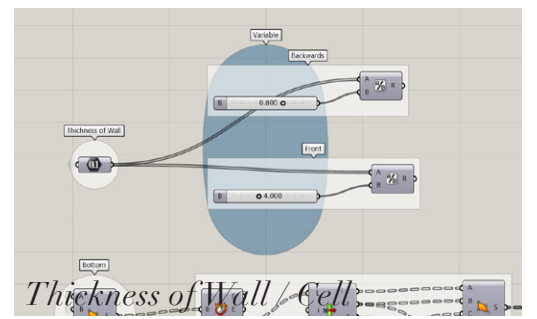 Variable
Backwards
A
B
R
B
6.800
Thickness of Wall
Front
A
B
R
B
4.000
Bottom
Thickness of Wall / Cell
A
B
S